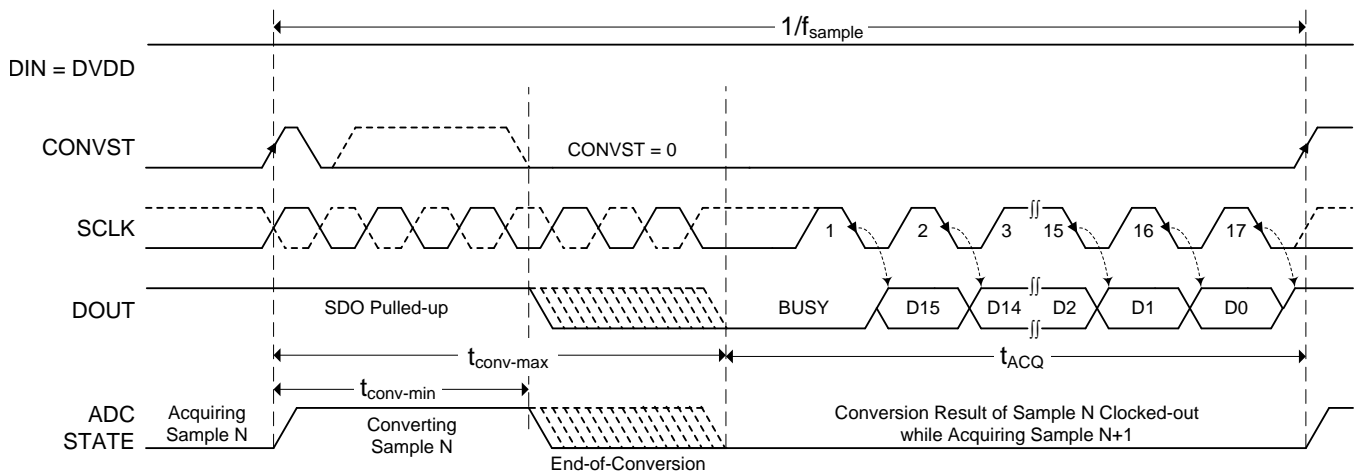 1/fsample
DIN = DVDD
CONVST
CONVST = 0
SCLK
1 2 3 15 16 17
DOUT
SDO Pulled-up
BUSY
D15 D14 D2 D1 D0
tconv-max
tACQ
tconv-min
ADC
STATE
Acquiring
Sample N
Converting
Sample N
End-of-Conversion
Conversion Result of Sample N Clocked-out
while Acquiring Sample N+1